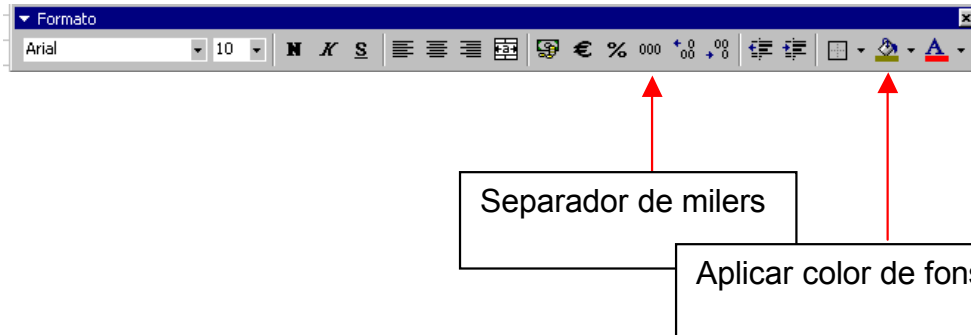 Formato
Arial 10 N K S € % 000
Separador de milers
Aplicar color de fons